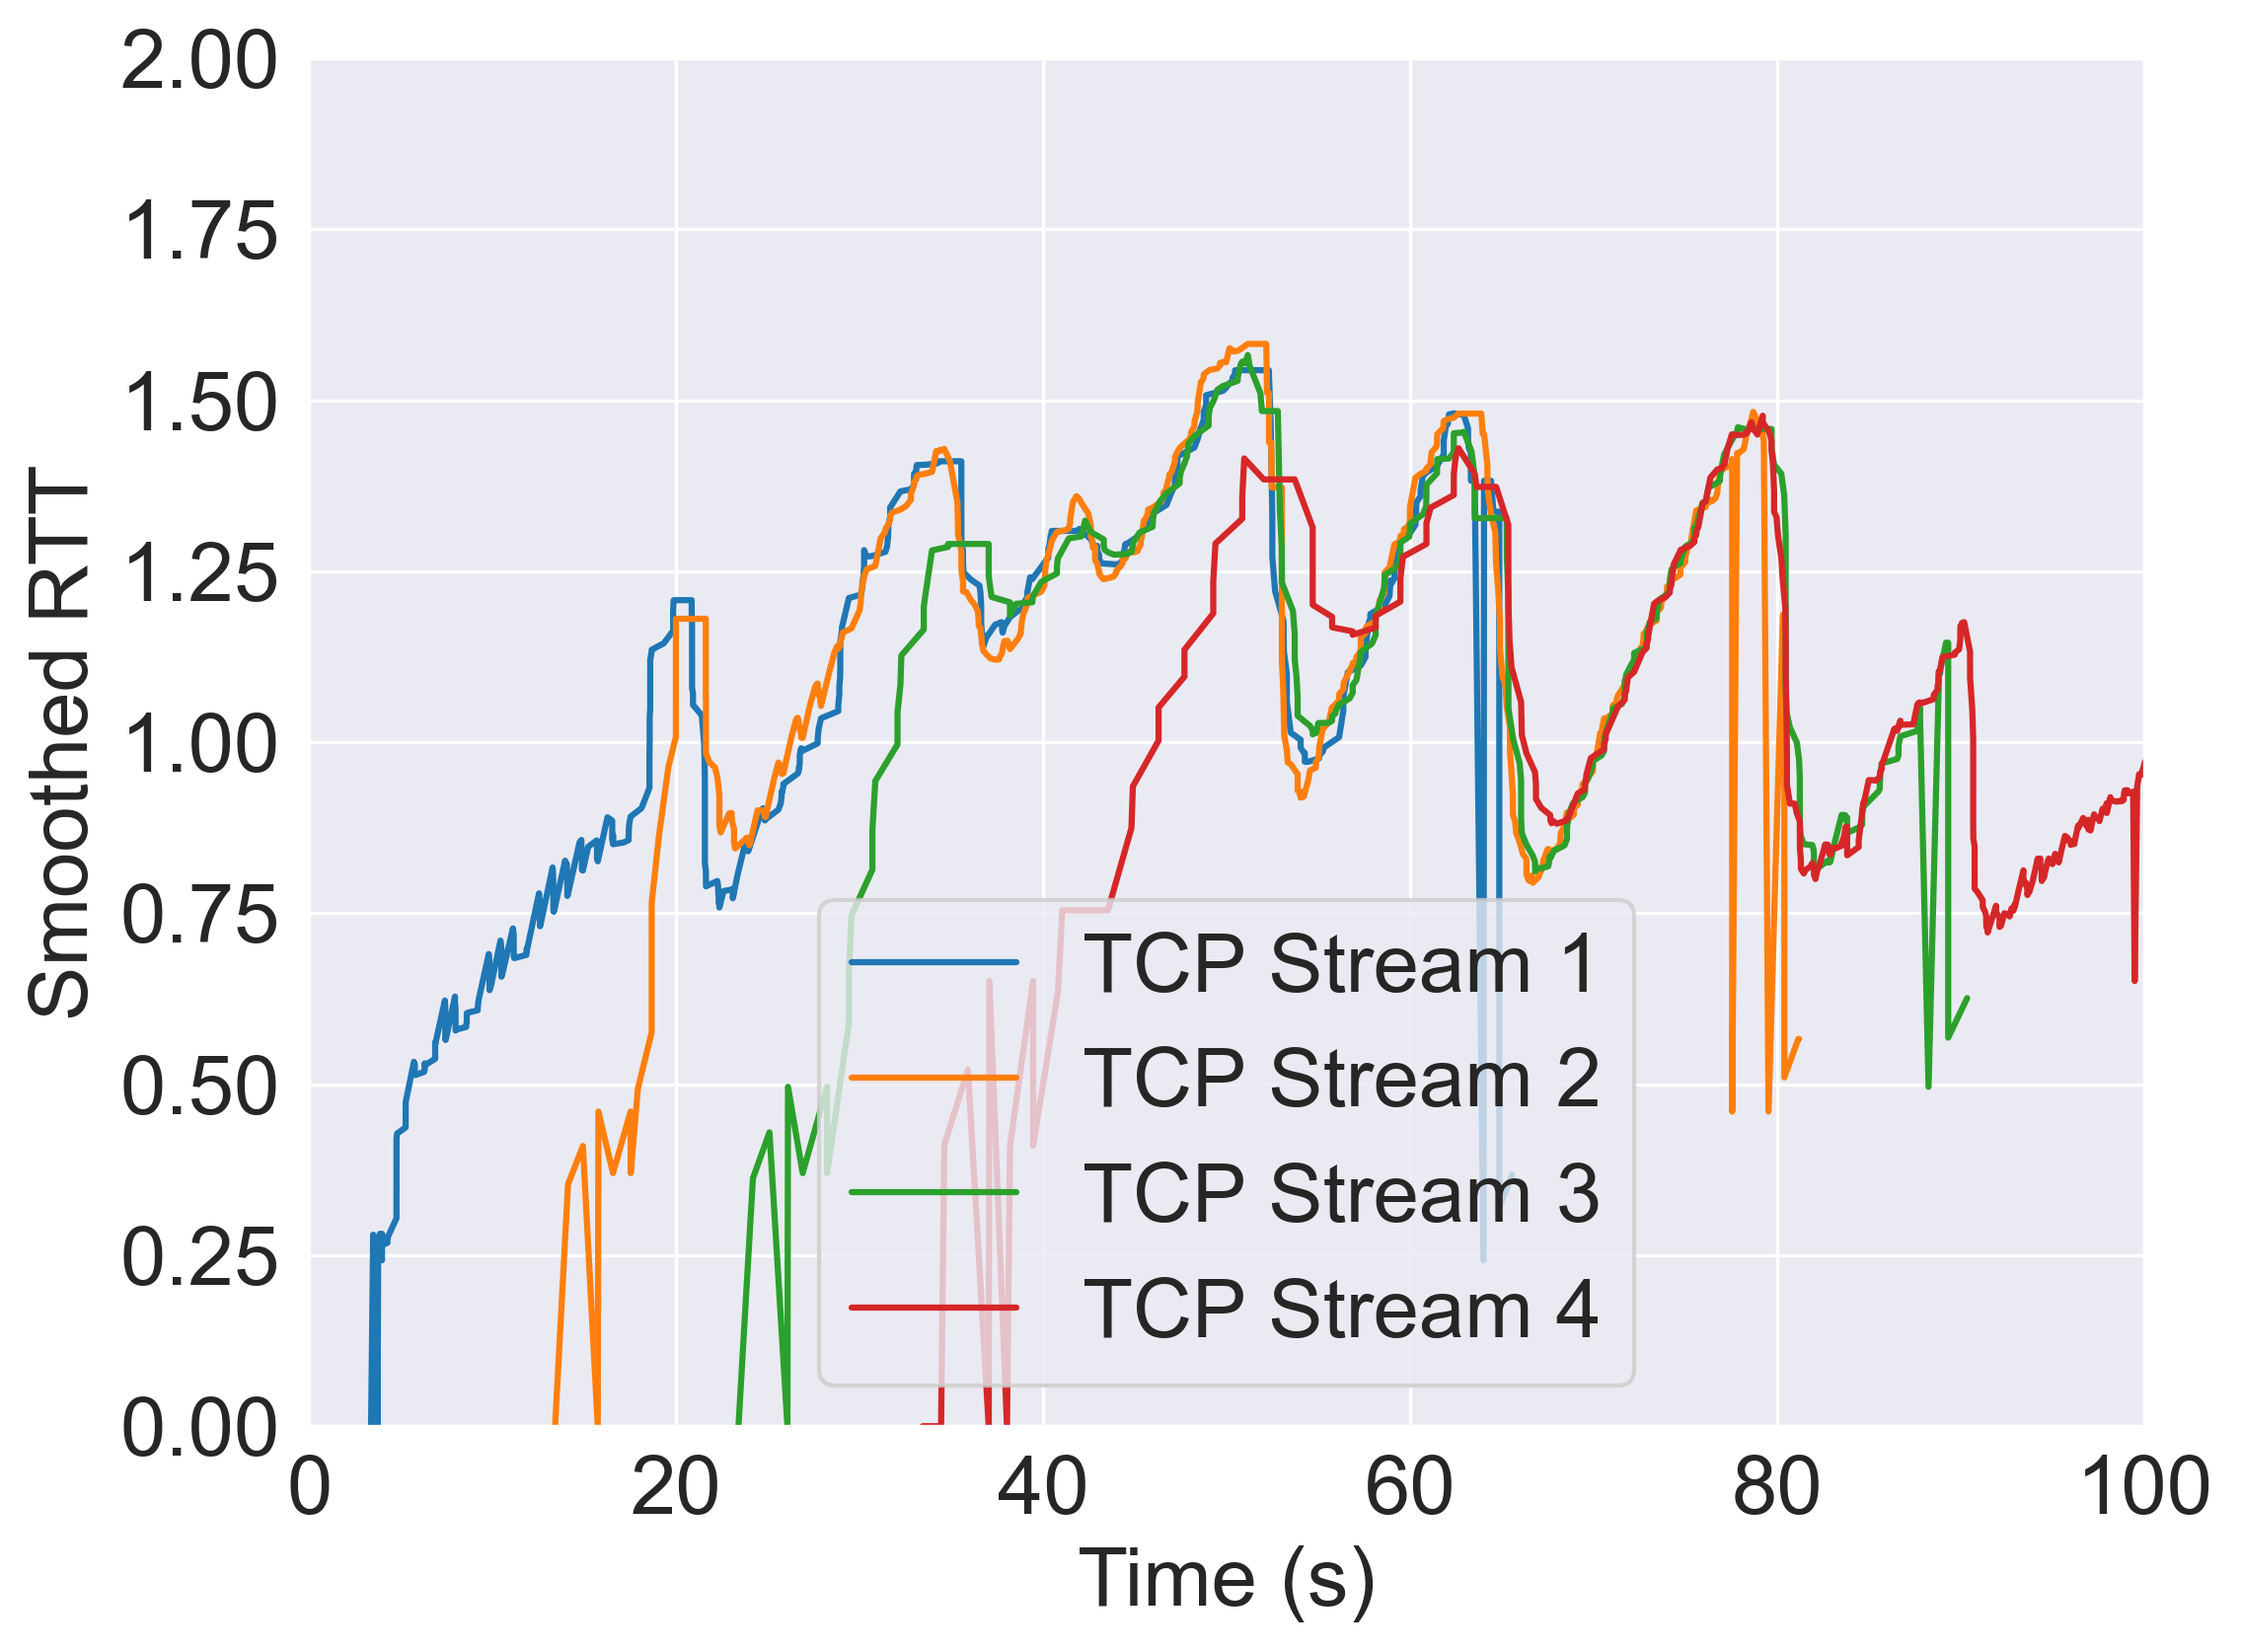 2.00
1.75
1.50
1.25
1.00
0.75
0.50
0.25
0.00
Smoothed RTT
TCP Stream 1
TCP Stream 2
TCP Stream 3
TCP Stream 4
0 20 40 60 80 100
Time (s)